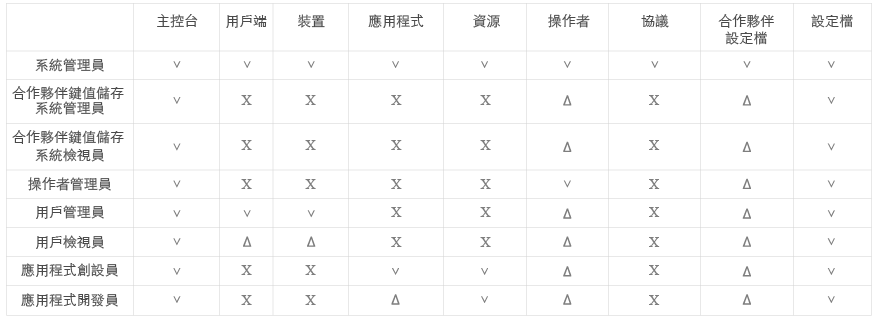 主控台 用戶端 裝置 應用程式 資源 操作者 協議 合作夥伴 設定檔
設定檔
系統管理員 ∨ ∨ ∨ ∨ ∨ ∨ ∨ ∨ ∨
合作夥伴鍵值儲存
系統管理員 ∨ X X X X Δ X Δ ∨
合作夥伴鍵值儲存
系統檢視員 ∨ X X X X Δ X Δ ∨
操作者管理員 ∨ X X X X ∨ X Δ ∨
用戶管理員 ∨ ∨ ∨ X X Δ X Δ ∨
用戶檢視員 ∨ Δ Δ X X Δ X Δ ∨
應用程式創設員 ∨ X X ∨ ∨ Δ X Δ ∨
應用程式開發員 ∨ X X Δ ∨ Δ X Δ ∨